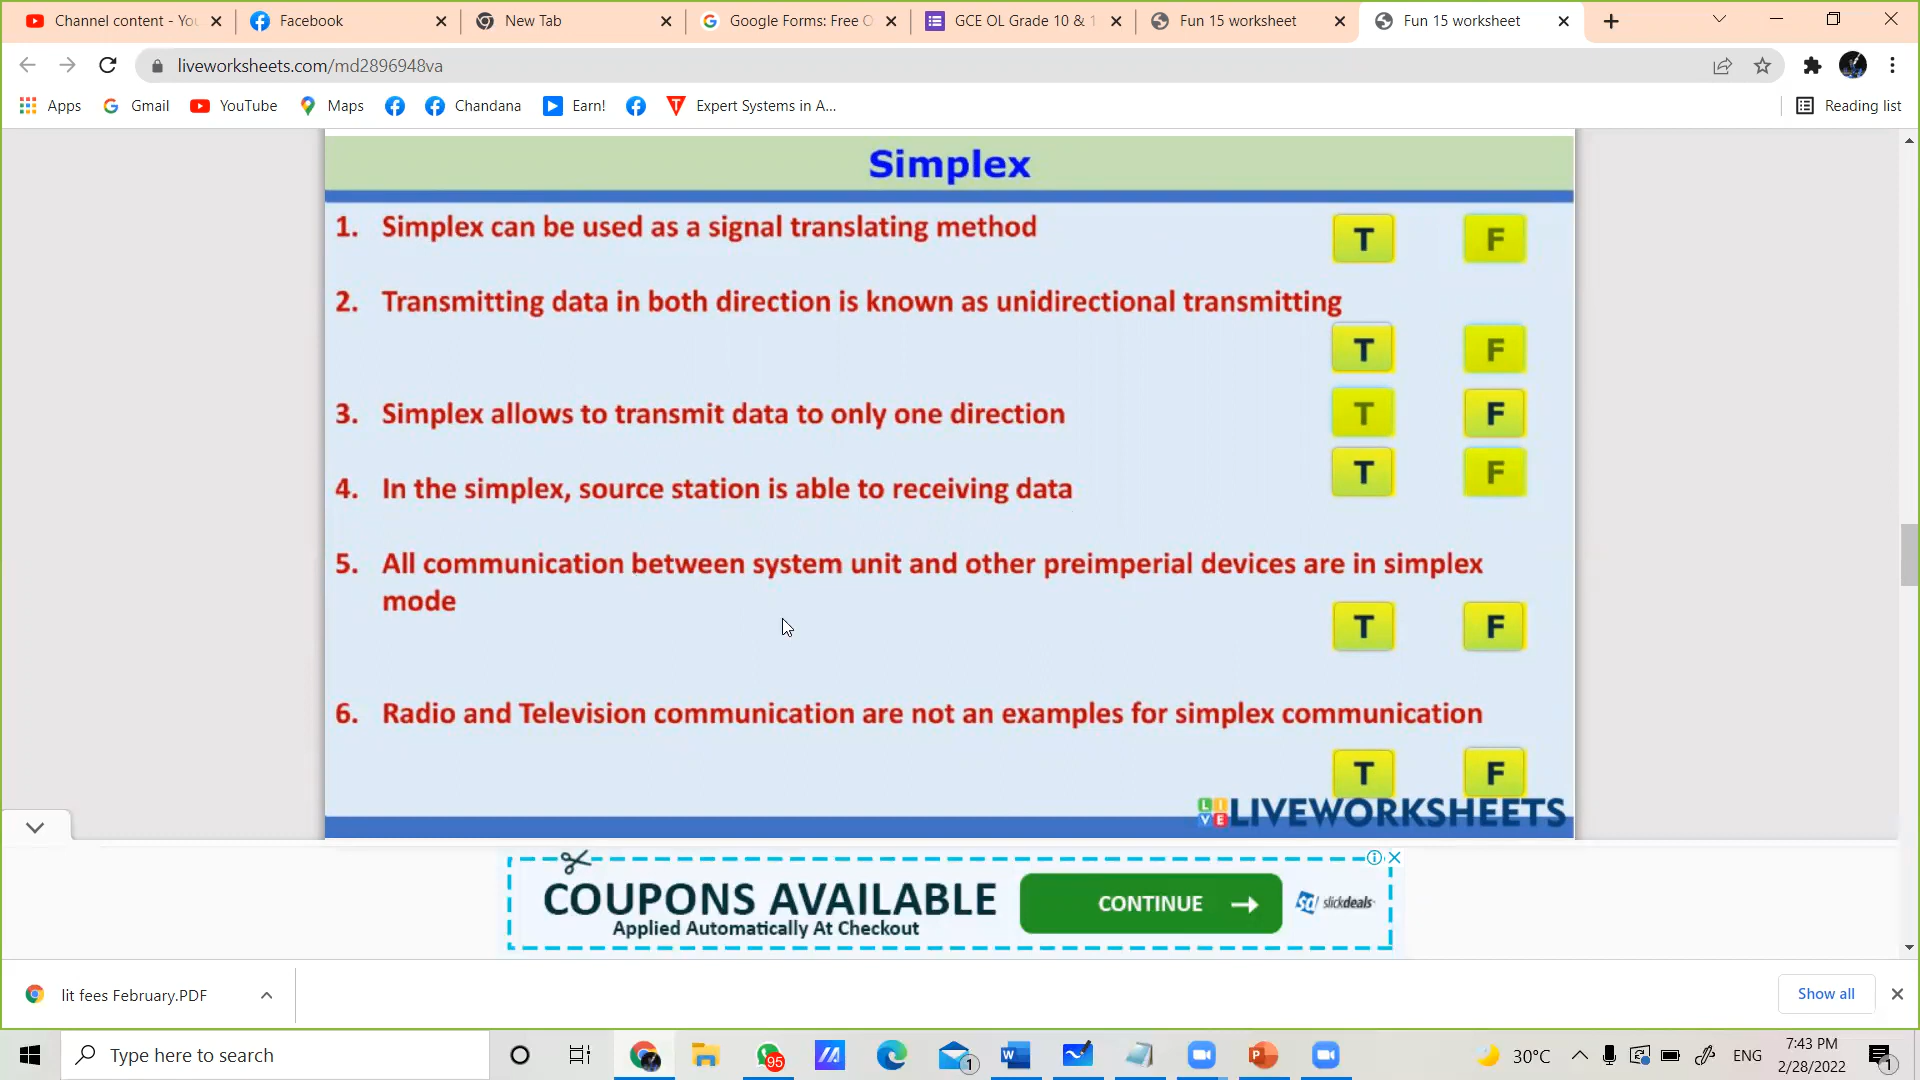 Channel content - You
Facebook
New Tab
Google Forms: Free O
GCE OL Grade 10 & 1
Fun 15 worksheet
Fun 15 worksheet
liveworksheets.com/md2896948va
Apps
Gmail
YouTube
Maps
Chandana
Earn!
Expert Systems in A...
Reading list
Simplex
1. Simplex can be used as a signal translating method
T F
2. Transmitting data in both direction is known as unidirectional transmitting
T F
3. Simplex allows to transmit data to only one direction
T F
4. In the simplex, source station is able to receiving data
T F
5. All communication between system unit and other preimperial devices are in simplex
mode
T F
6. Radio and Television communication are not an examples for simplex communication
T F
LIVE LIVEWORKSHEETS
COUPONS AVAILABLE
Applied Automatically At Checkout
CONTINUE
sd slickdeals
lit fees February.PDF
Show all
Type here to search
95
1
30°C
ENG
7:43 PM
2/28/2022
1